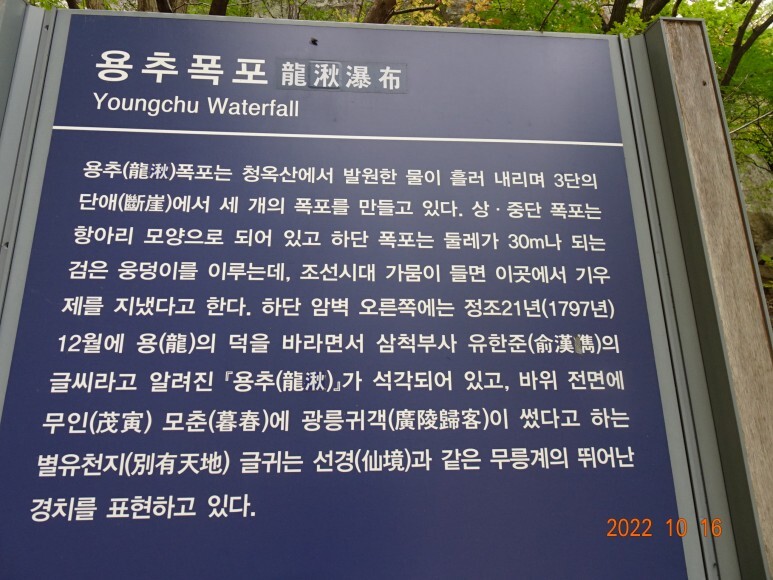 용추폭포 龍湫瀑布
Youngchu Waterfall
용추(龍湫)폭포는 청옥산에서 발원한 물이 흘러 내리며 3단의
단애(斷崖)에서 세 개의 폭포를 만들고 있다. 상·중단 폭포는
항아리 모양으로 되어 있고 하단 폭포는 둘레가 30m나 되는
검은 웅덩이를 이루는데, 조선시대 가뭄이 들면 이곳에서 기우
제를 지냈다고 한다. 하단 암벽 오른쪽에는 정조21년(1797년)
12월에 용(龍)의 덕을 바라면서 삼척부사 유한준(兪漢雋)의
글씨라고 알려진 『용추(龍湫)』가 석각되어 있고, 바위 전면에
무인(茂寅) 모춘(暮春)에 광릉귀객(廣陵歸客)이 썼다고 하는
별유천지(別有天地) 글귀는 선경(仙境)과 같은 무릉계의 뛰어난
경치를 표현하고 있다.
2022 10 16